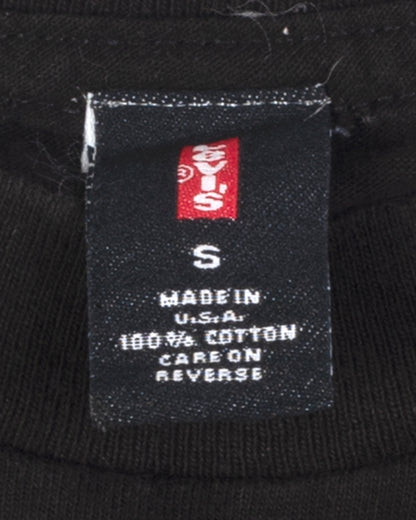 Levi's
®
S
MADE IN
U.S.A.
100% COTTON
CARE ON
REVERSE